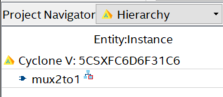 Project Navigator Hierarchy
Entity:Instance
Cyclone V: 5CSXFC6D6F31C6
mux2to1